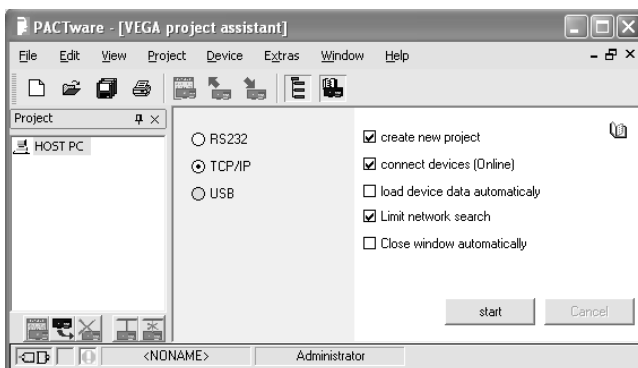 PACTware - [VEGA project assistant]
File Edit View Project Device Extras Window Help
Project
HOST PC
RS232
TCP/IP
USB
create new project
connect devices (Online)
load device data automaticaly
Limit network search
Close window automatically
start Cancel
<NONAME> Administrator